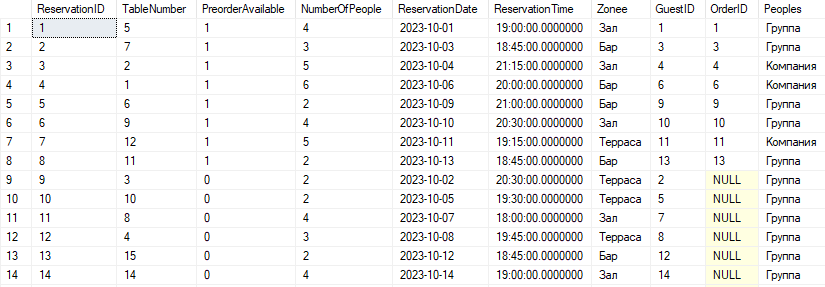 ReservationID TableNumber PreorderAvailable NumberOfPeople ReservationDate ReservationTime Zonee GuestID OrderID Peoples
1 1 5 1 4 2023-10-01 19:00:00.0000000 Зал 1 1 Группа
2 2 7 1 3 2023-10-03 18:45:00.0000000 Бар 3 3 Группа
3 3 2 1 5 2023-10-04 21:15:00.0000000 Зал 4 4 Компания
4 4 1 1 6 2023-10-06 20:00:00.0000000 Бар 6 6 Компания
5 5 6 1 2 2023-10-09 21:00:00.0000000 Бар 9 9 Группа
6 6 9 1 4 2023-10-10 20:30:00.0000000 Зал 10 10 Группа
7 7 12 1 5 2023-10-11 19:15:00.0000000 Терраса 11 11 Компания
8 8 11 1 2 2023-10-13 18:45:00.0000000 Бар 13 13 Группа
9 9 3 0 2 2023-10-02 20:30:00.0000000 Терраса 2 NULL Группа
10 10 10 0 2 2023-10-05 19:30:00.0000000 Терраса 5 NULL Группа
11 11 8 0 4 2023-10-07 18:00:00.0000000 Зал 7 NULL Группа
12 12 4 0 3 2023-10-08 19:45:00.0000000 Терраса 8 NULL Группа
13 13 15 0 2 2023-10-12 18:45:00.0000000 Бар 12 NULL Группа
14 14 14 0 4 2023-10-14 19:00:00.0000000 Зал 14 NULL Группа